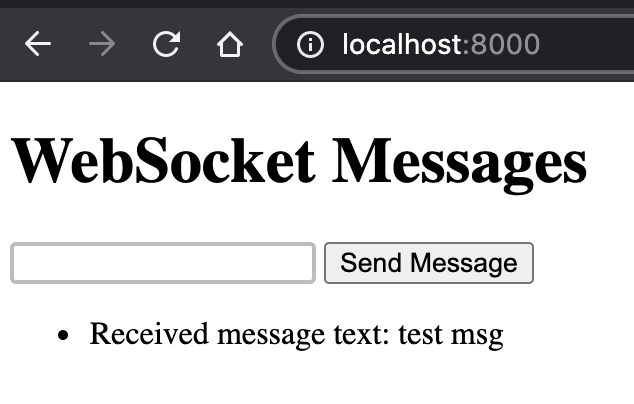 localhost:8000
WebSocket Messages
Send Message
• Received message text: test msg